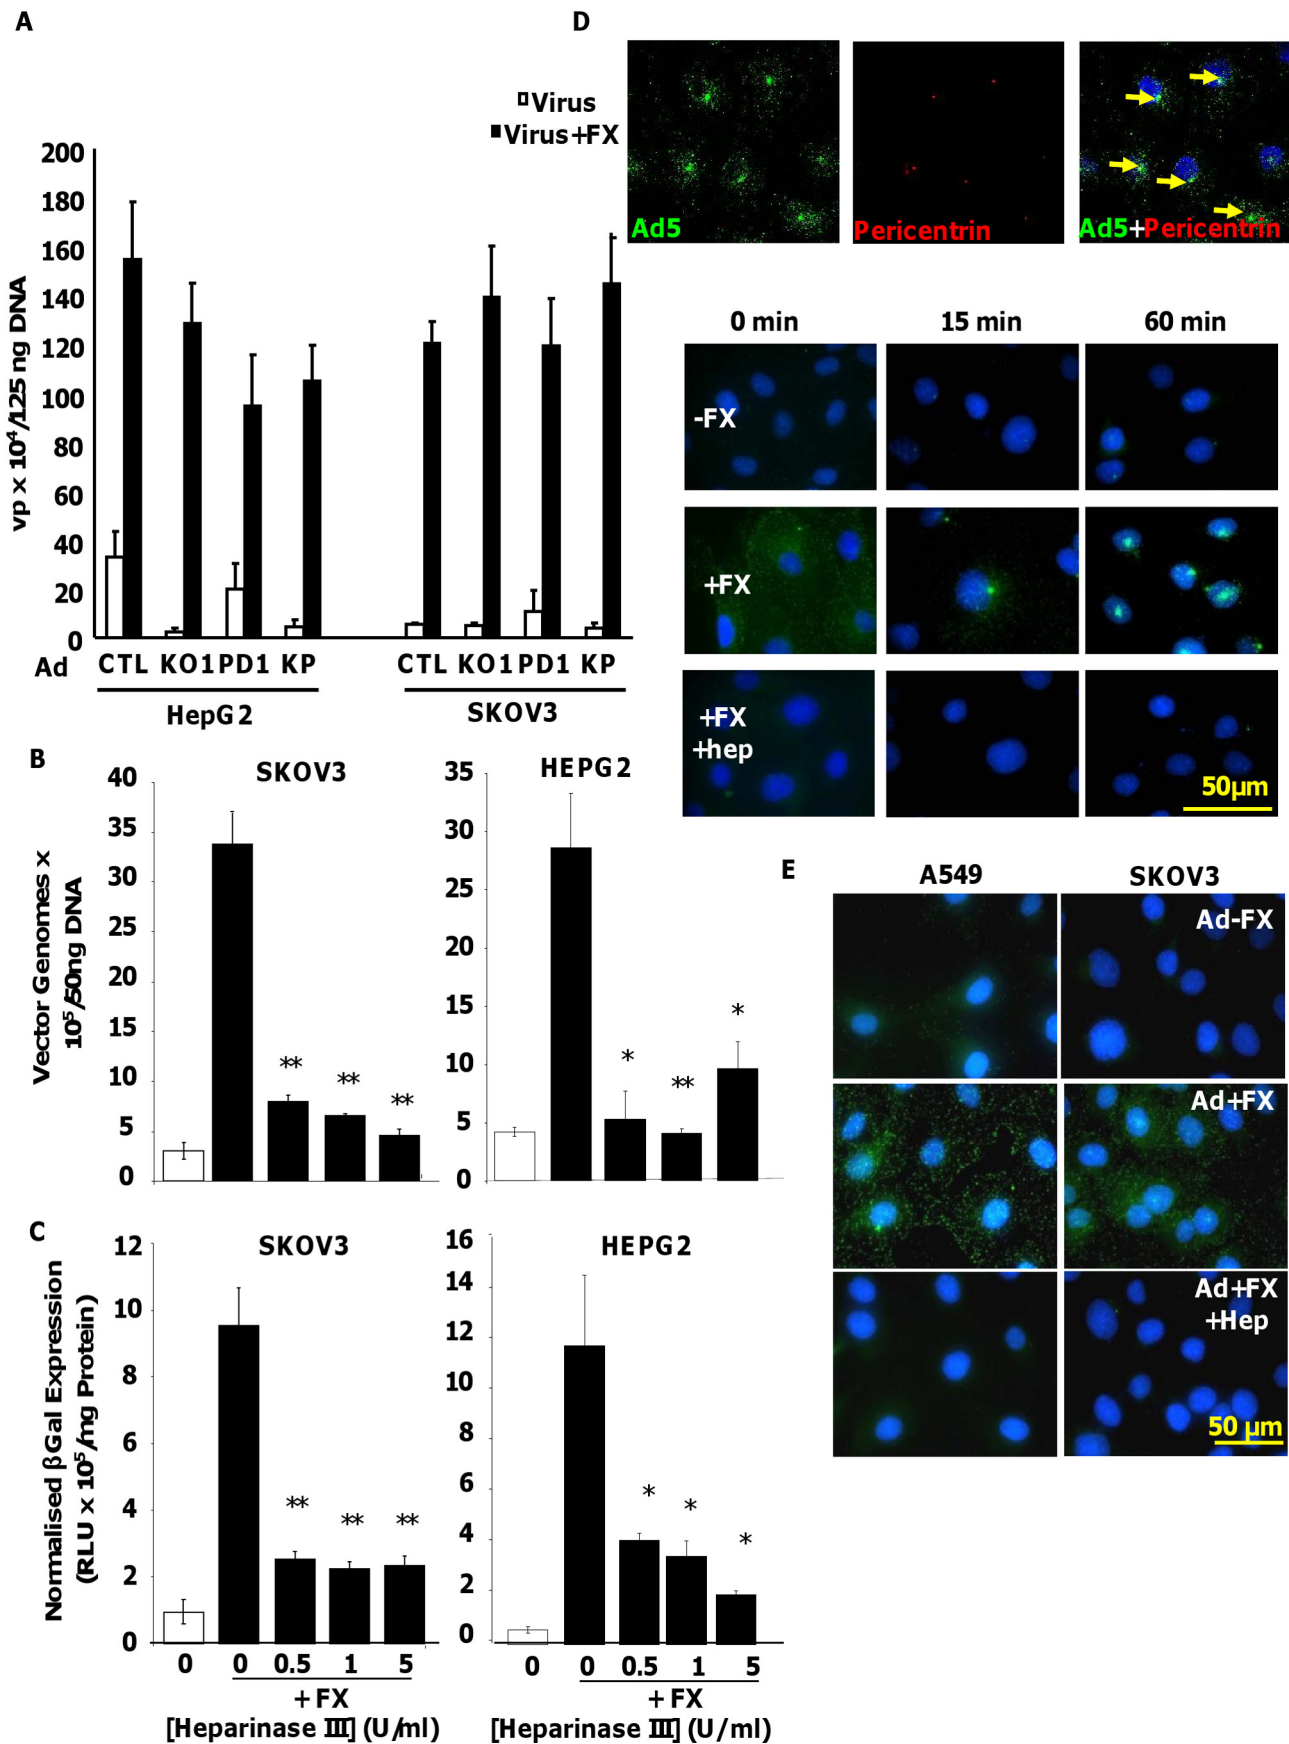 A
D
Virus
Virus+FX
200
180
160
140
120
100
80
60
40
20
0
vp x 10⁴/125 ng DNA
Ad
CTL KO1 PD1 KP
CTL KO1 PD1 KP
HepG2
SKOV3
Ad5
Pericentrin
Ad5+Pericentrin
0 min
15 min
60 min
-FX
+FX
+FX
+hep
50µm
B
SKOV3
40
35
30
25
20
15
10
5
0
Vector Genomes x
10⁵/50ng DNA
** ** **
HEPG2
35
30
25
20
15
10
5
0
* ** *
E
A549
SKOV3
Ad-FX
Ad+FX
Ad+FX
+Hep
50 µm
C
SKOV3
12
10
8
6
4
2
0
Normalised βGal Expression
(RLU x 10⁵/mg Protein)
** ** **
0 0 0.5 1 5
+ FX
[Heparinase III] (U/ml)
HEPG2
16
14
12
10
8
6
4
2
0
* * *
0 0 0.5 1 5
+ FX
[Heparinase III] (U/ml)